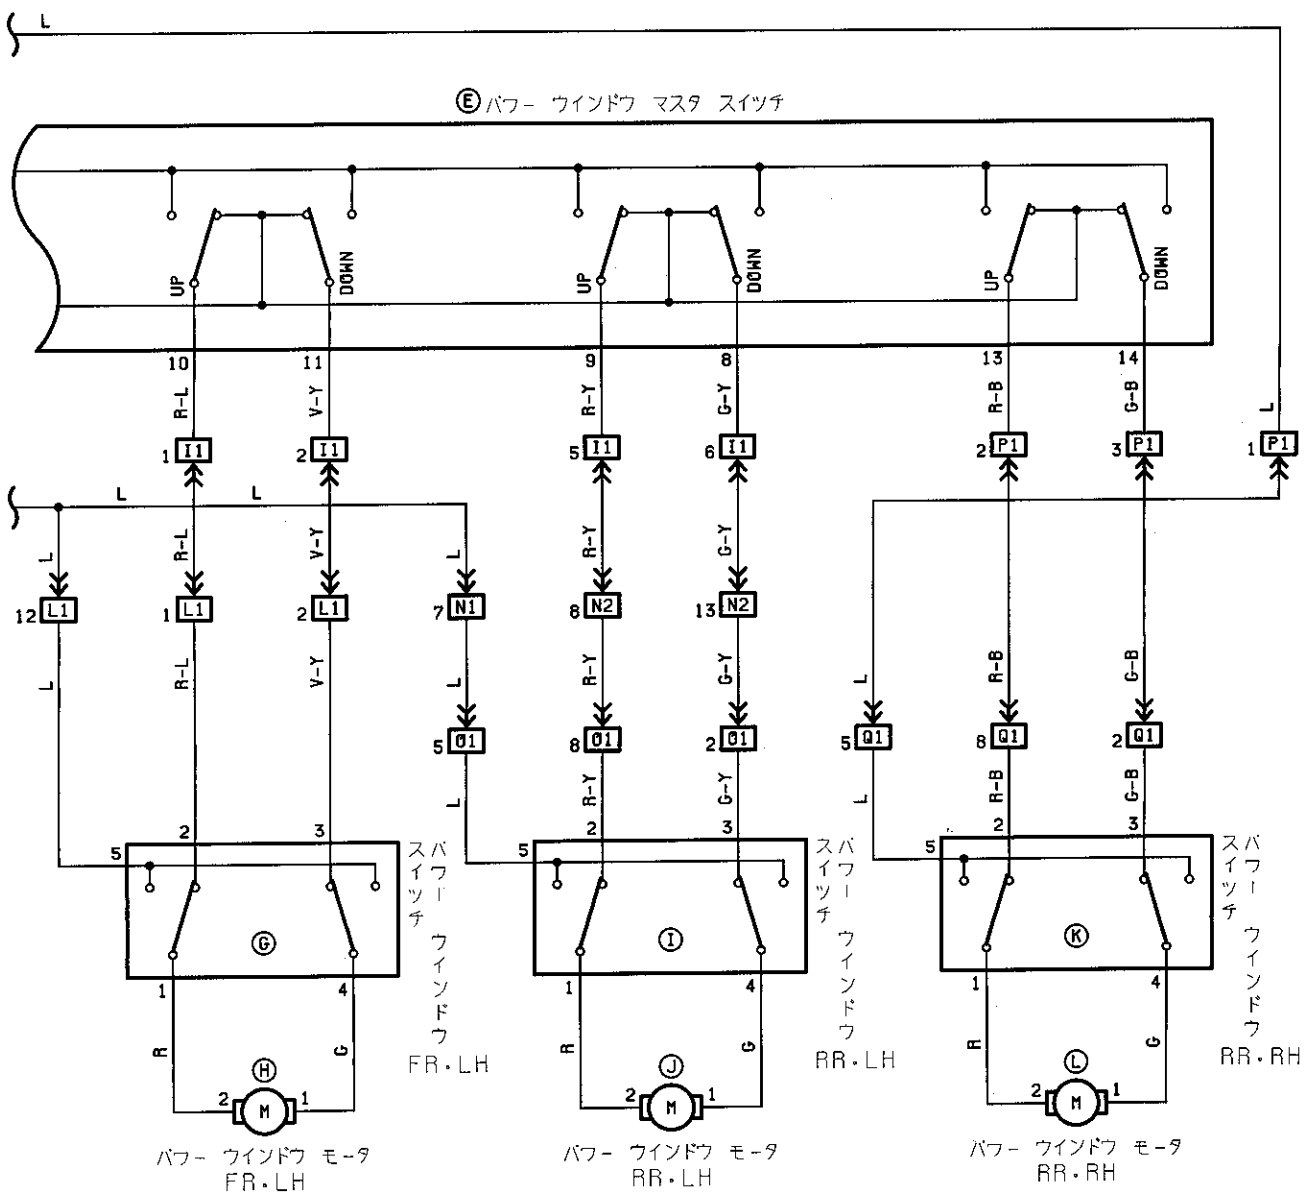 L
Ⓔ パワー ウインドウ マスタ スイッチ
UP DOWN UP DOWN UP DOWN
10 11 9 8 13 14
R-L V-Y R-Y G-Y R-B G-B L
1 I1 2 I1 5 I1 6 I1 2 P1 3 P1 1 P1
L L
L R-L V-Y L R-Y G-Y
12 L1 1 L1 2 L1 7 N1 8 N2 13 N2
L R-L V-Y L R-Y G-Y L R-B G-B
5 O1 8 O1 2 O1 5 Q1 8 Q1 2 Q1
L R-Y G-Y L R-B G-B
5 2 3 5 2 3 5 2 3
Ⓖ Ⓘ Ⓚ
パワー ウィンドウ
スイッチ
FR・LH
パワー ウィンドウ
スイッチ
RR・LH
パワー ウィンドウ
スイッチ
RR・RH
1 4 1 4 1 4
R G R G R G
Ⓗ Ⓙ Ⓛ
2 M 1 2 M 1 2 M 1
パワー ウインドウ モータ
FR・LH
パワー ウインドウ モータ
RR・LH
パワー ウインドウ モータ
RR・RH